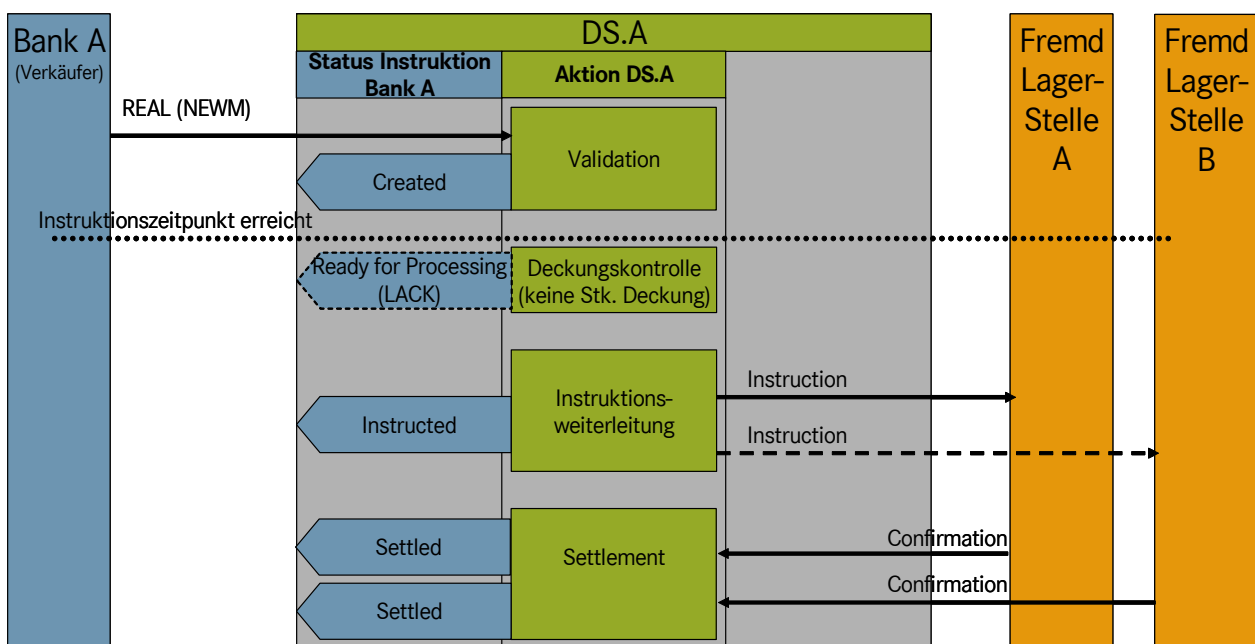 Bank A
(Verkäufer)
DS.A
Status Instruktion
Bank A
Aktion DS.A
Fremd
Lager-
Stelle
A
Fremd
Lager-
Stelle
B
REAL (NEWM)
Validation
Created
Instruktionszeitpunkt erreicht
Ready for Processing
(LACK)
Deckungskontrolle
(keine Stk. Deckung)
Instruction
Instruktions-
weiterleitung
Instructed
Instruction
Confirmation
Settled
Settlement
Confirmation
Settled